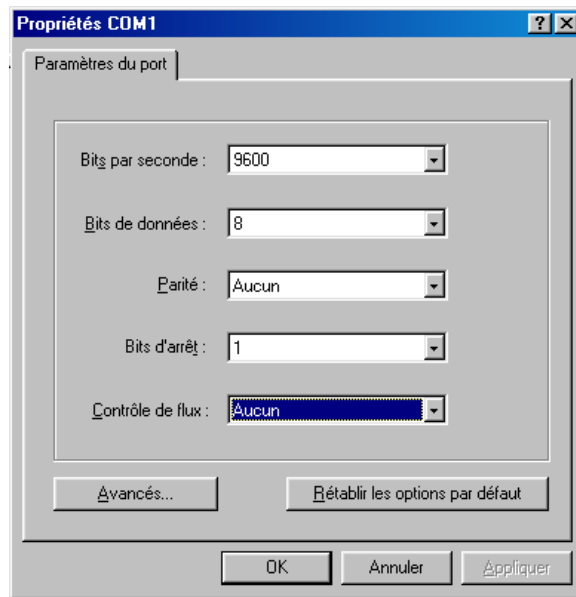 Propriétés COM1
Paramètres du port
Bits par seconde : 9600
Bits de données : 8
Parité : Aucun
Bits d'arrêt : 1
Contrôle de flux : Aucun
Avancés... Rétablir les options par défaut
OK Annuler Appliquer